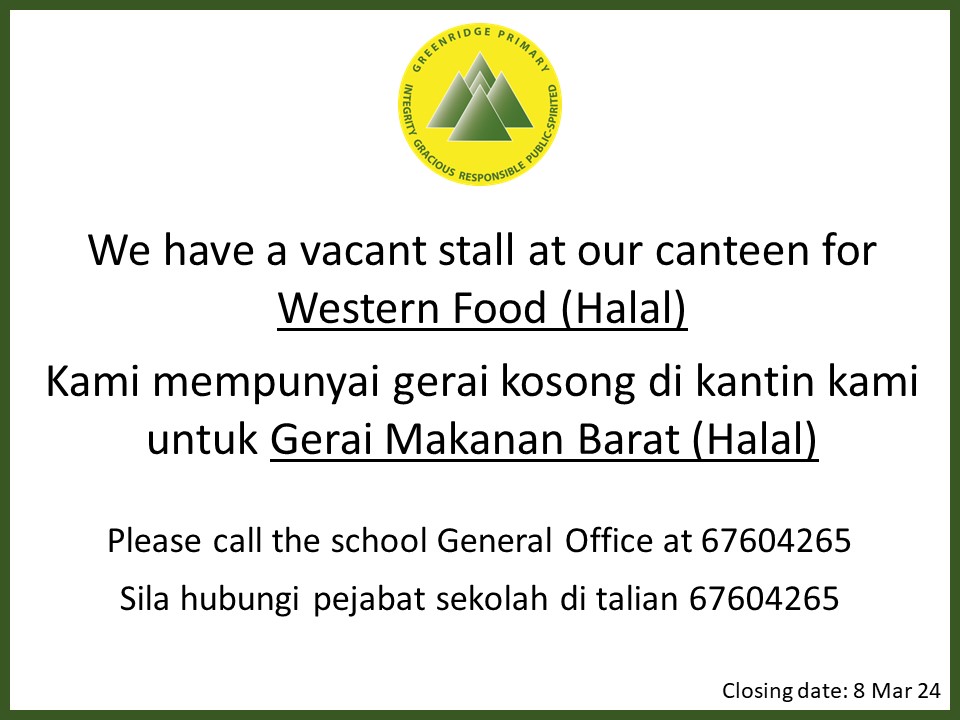 GREENRIDGE PRIMARY
INTEGRITY GRACIOUS RESPONSIBLE PUBLIC-SPIRITED
We have a vacant stall at our canteen for
Western Food (Halal)
Kami mempunyai gerai kosong di kantin kami
untuk Gerai Makanan Barat (Halal)
Please call the school General Office at 67604265
Sila hubungi pejabat sekolah di talian 67604265
Closing date: 8 Mar 24